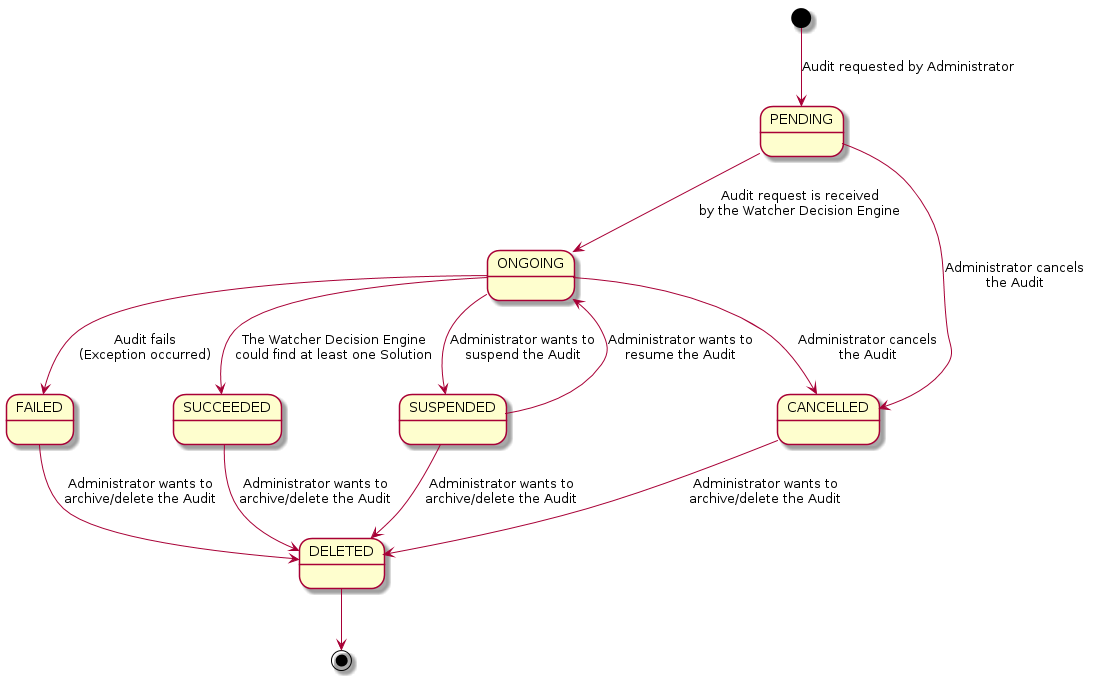 Audit requested by Administrator
PENDING
Audit request is received
by the Watcher Decision Engine
ONGOING
Administrator cancels
the Audit
Audit fails
(Exception occurred)
The Watcher Decision Engine
could find at least one Solution
Administrator wants to
suspend the Audit
Administrator wants to
resume the Audit
Administrator cancels
the Audit
FAILED
SUCCEEDED
SUSPENDED
CANCELLED
Administrator wants to
archive/delete the Audit
Administrator wants to
archive/delete the Audit
Administrator wants to
archive/delete the Audit
Administrator wants to
archive/delete the Audit
DELETED